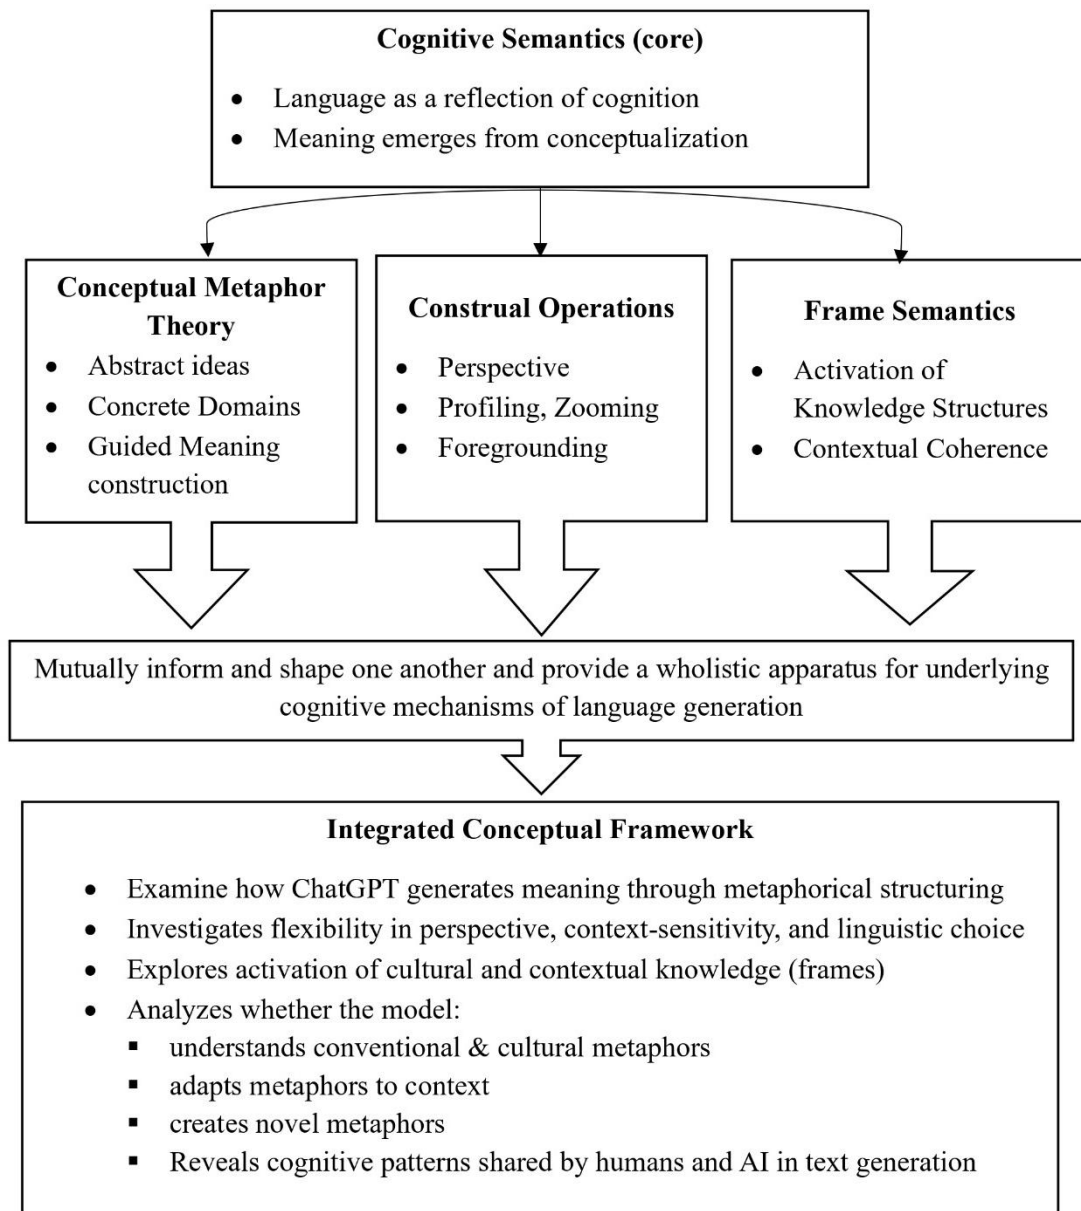 Cognitive Semantics (core)
• Language as a reflection of cognition
• Meaning emerges from conceptualization
Conceptual Metaphor
Theory
• Abstract ideas
• Concrete Domains
• Guided Meaning
construction
Construal Operations
• Perspective
• Profiling, Zooming
• Foregrounding
Frame Semantics
• Activation of
Knowledge Structures
• Contextual Coherence
Mutually inform and shape one another and provide a wholistic apparatus for underlying
cognitive mechanisms of language generation
Integrated Conceptual Framework
• Examine how ChatGPT generates meaning through metaphorical structuring
• Investigates flexibility in perspective, context-sensitivity, and linguistic choice
• Explores activation of cultural and contextual knowledge (frames)
• Analyzes whether the model:
▪ understands conventional & cultural metaphors
▪ adapts metaphors to context
▪ creates novel metaphors
▪ Reveals cognitive patterns shared by humans and AI in text generation